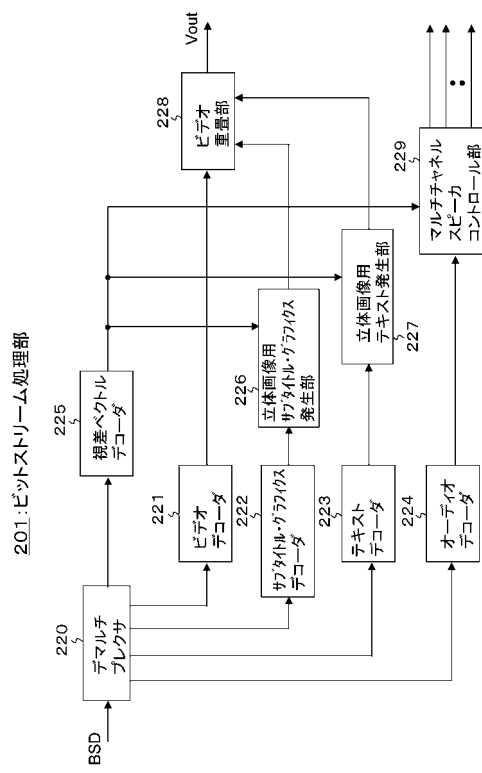 201:ビットストリーム処理部
BSD
220
デマルチ
プレクサ
225
視差ベクトル
デコーダ
221
ビデオ
デコーダ
222
サブタイトル・グラフィクス
デコーダ
223
テキスト
デコーダ
224
オーディオ
デコーダ
226
立体画像用
サブタイトル・グラフィクス
発生部
立体画像用
テキスト発生部
227
228
ビデオ
重畳部
Vout
229
マルチチャネル
スピーカ
コントロール部